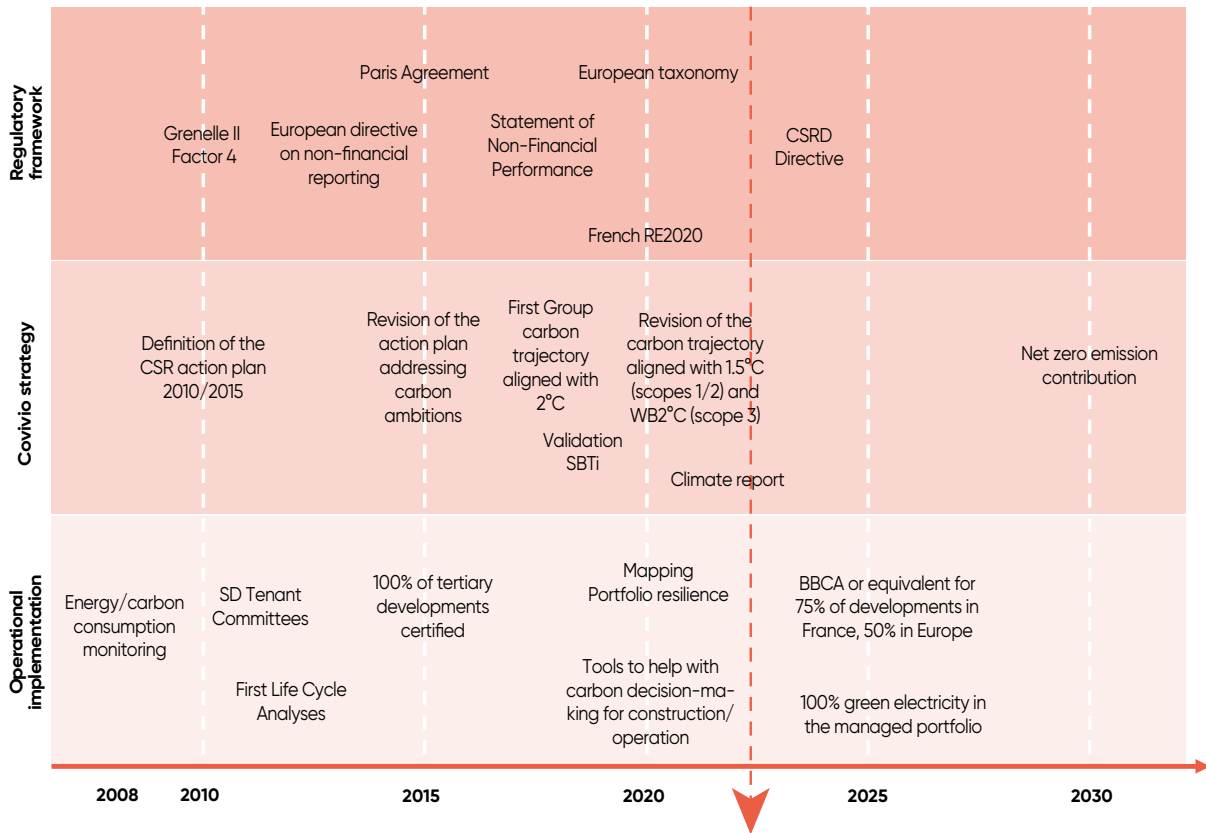 Regulatory
framework
Paris Agreement
European taxonomy
Grenelle II
Factor 4
European directive
on non-financial
reporting
Statement of
Non-Financial
Performance
CSRD
Directive
French RE2020
Covivio strategy
Definition of the
CSR action plan
2010/2015
Revision of the
action plan
addressing
carbon
ambitions
First Group
carbon
trajectory
aligned with
2°C
Validation
SBTi
Revision of the
carbon trajectory
aligned with 1.5°C
(scopes 1/2) and
WB2°C (scope 3)
Climate report
Net zero emission
contribution
Operational
implementation
Energy/carbon
consumption
monitoring
SD Tenant
Committees
First Life Cycle
Analyses
100% of tertiary
developments
certified
Mapping
Portfolio resilience
Tools to help with
carbon decision-ma-
king for construction/
operation
BBCA or equivalent for
75% of developments in
France, 50% in Europe
100% green electricity in
the managed portfolio
2008
2010
2015
2020
2025
2030